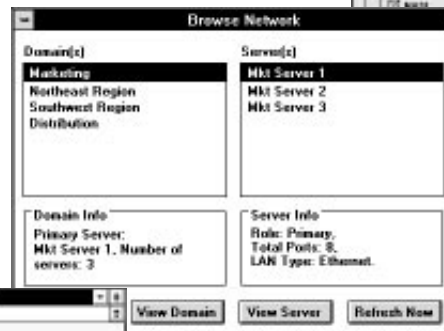 Browse Network
Domain(s)
Marketing
Northeast Region
Southwest Region
Distribution
Server(s)
Mkt Server 1
Mkt Server 2
Mkt Server 3
Domain Info
Primary Server:
Mkt Server 1, Number of
servers: 3
Server Info
Role: Primary,
Total Ports: 8,
LAN Type: Ethernet.
View Domain
View Server
Refresh Now